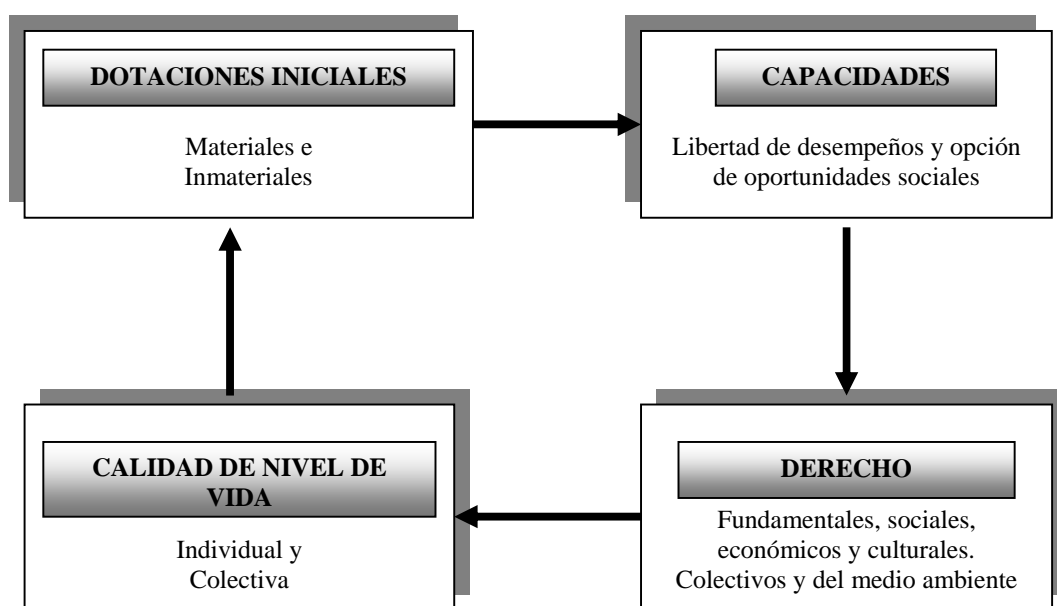 DOTACIONES INICIALES
Materiales e
Inmateriales
CAPACIDADES
Libertad de desempeños y opción
de oportunidades sociales
CALIDAD DE NIVEL DE
VIDA
Individual y
Colectiva
DERECHO
Fundamentales, sociales,
económicos y culturales.
Colectivos y del medio ambiente